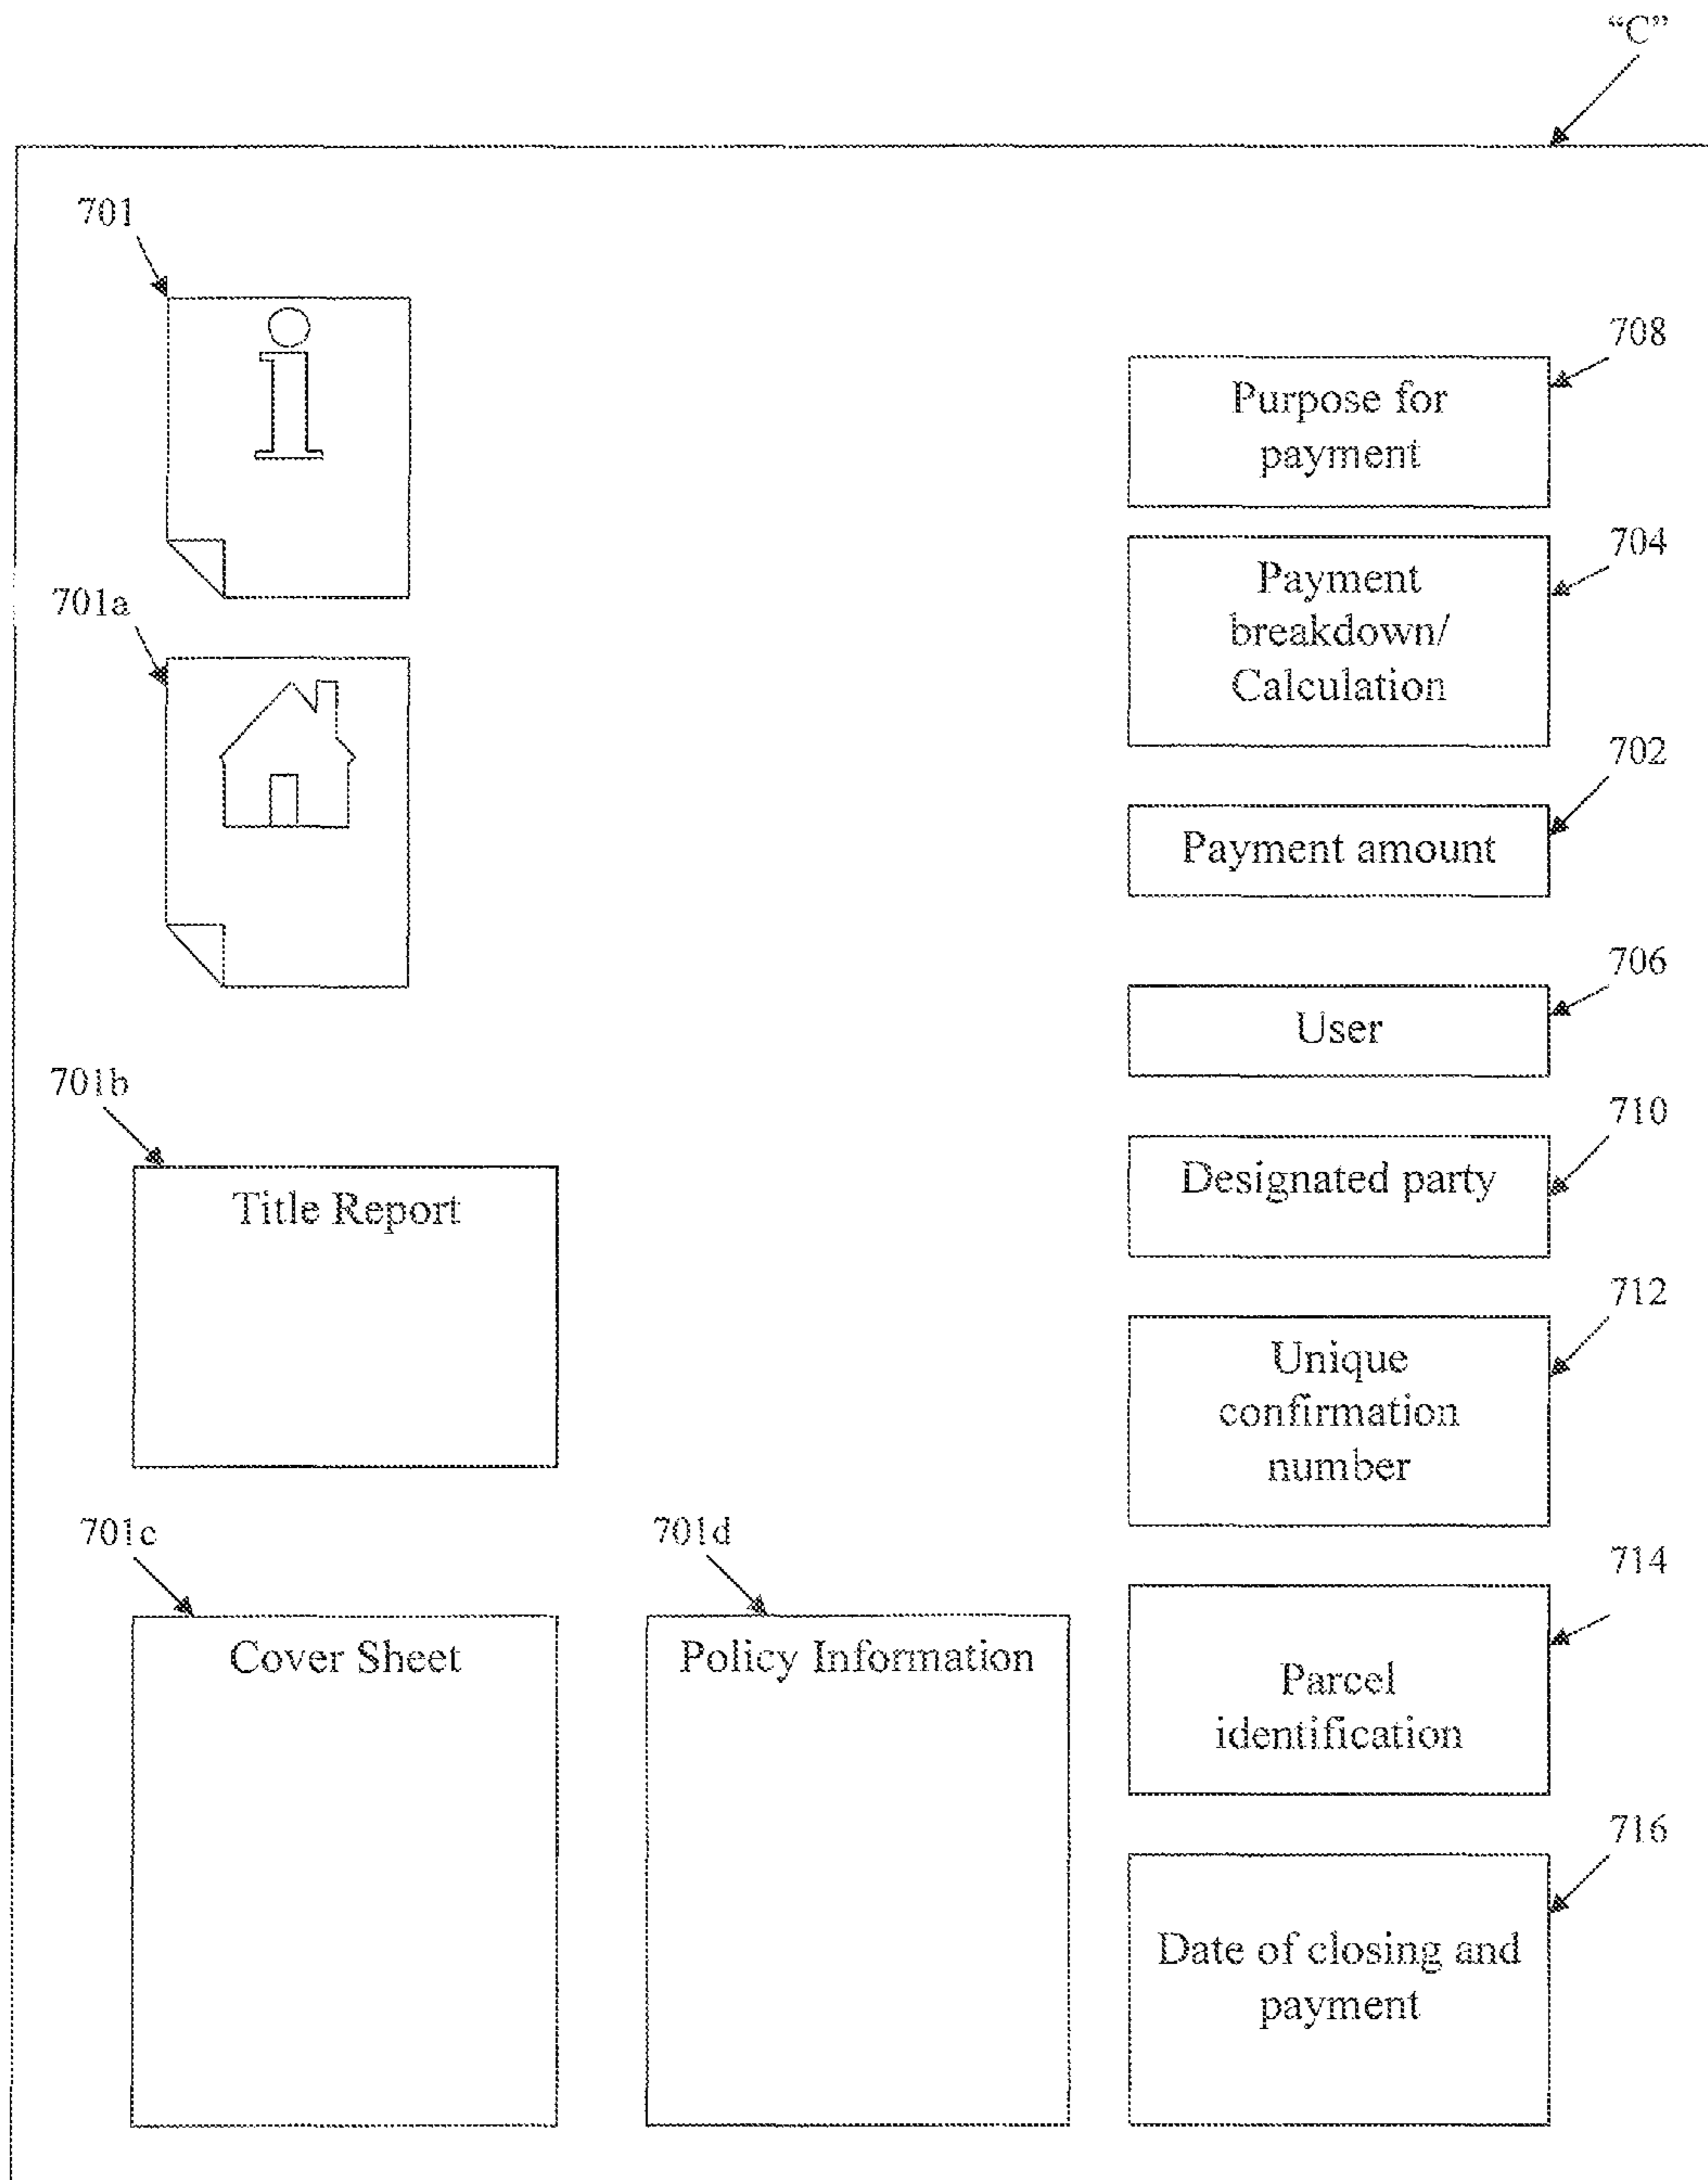 “C”
701
708
Purpose for
payment
704
701a
Payment
breakdown/
Calculation
702
Payment amount
706
User
701b
710
Title Report
Designated party
712
Unique
confirmation
number
701c
701d
714
Cover Sheet
Policy Information
Parcel
identification
716
Date of closing and
payment